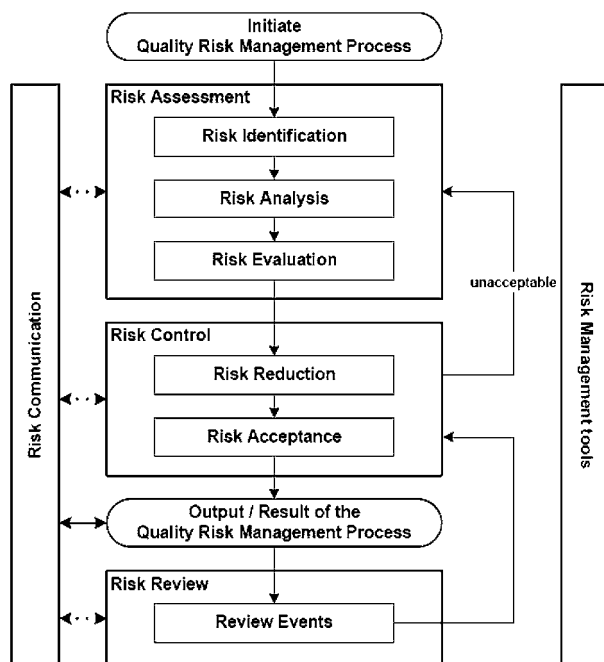 Initiate
Quality Risk Management Process
Risk Assessment
Risk Identification
Risk Analysis
Risk Evaluation
unacceptable
Risk Control
Risk Reduction
Risk Acceptance
Output / Result of the
Quality Risk Management Process
Risk Review
Review Events
Risk Communication
Risk Management tools